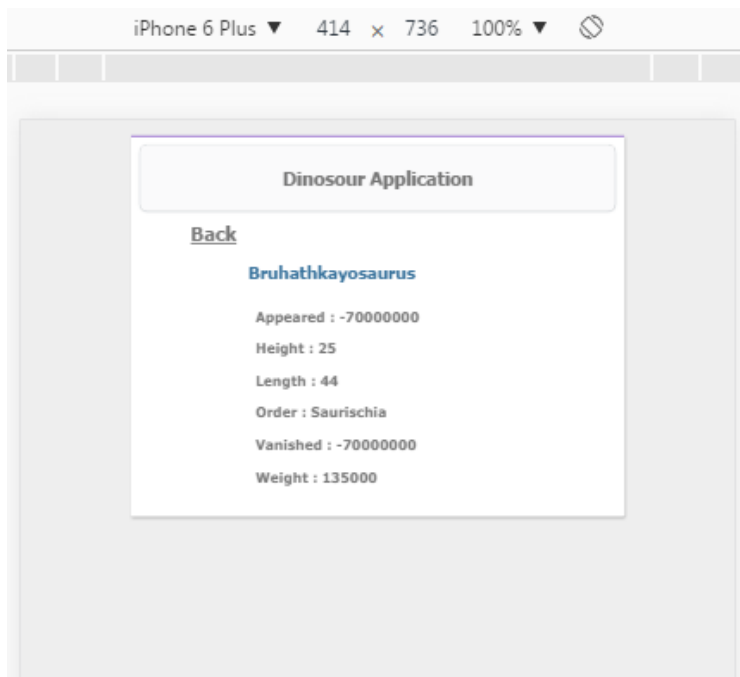 iPhone 6 Plus ▼ 414 × 736 100% ▼
Dinosour Application
Back
Bruhathkayosaurus
Appeared : -70000000
Height : 25
Length : 44
Order : Saurischia
Vanished : -70000000
Weight : 135000